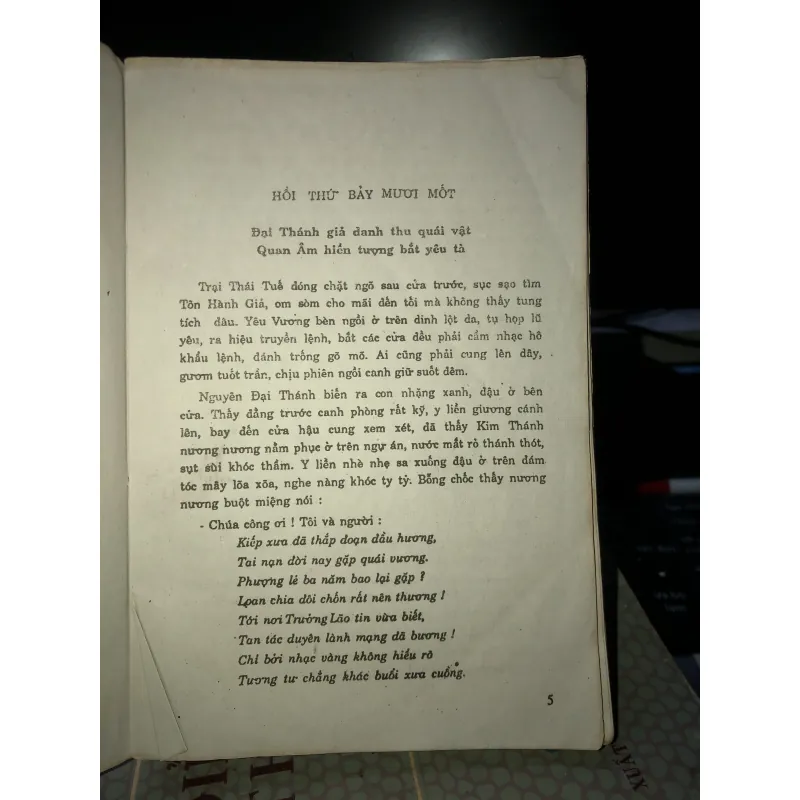 HỒI THỨ BẢY MƯƠI MỐT
Đại Thánh giả danh thu quái vật
Quan Âm hiển tượng bắt yêu tà
Trại Thái Tuế đóng chặt ngõ sau cửa trước, sục sạo tìm
Tôn Hành Giả, om sòm cho mãi đến tối mà không thấy tung
tích đâu. Yêu Vương bèn ngồi ở trên đình lột da, tụ họp lũ
yêu, ra hiệu truyền lệnh, bắt các cửa đều phải cầm nhạc hô
khẩu lệnh, đánh trống gõ mõ. Ai cũng phải cung lên dây,
gươm tuốt trần, chịu phiên ngồi canh giữ suốt đêm.
Nguyên Đại Thánh biến ra con nhặng xanh, đậu ở bên
cửa. Thấy đằng trước canh phòng rất kỹ, y liền giương cánh
lên, bay đến cửa hậu cung xem xét, đã thấy Kim Thánh
nương nương nằm phục ở trên ngự án, nước mắt rỏ thánh thót,
sụt sùi khóc thầm. Y liền nhè nhẹ sa xuống đậu ở trên đám
tóc mây lõa xõa, nghe nàng khóc ty tỷ. Bỗng chốc thấy nương
nương buột miệng nói :
- Chúa công ơi ! Tôi và người :
Kiếp xưa đã thắp đoạn đầu hương,
Tai nạn đời nay gặp quái vương.
Phượng lẻ ba năm bao lại gặp ?
Loan chia đôi chốn rất nên thương !
Tới nơi Trưởng Lão tin vừa biết,
Tan tác duyên lành mạng đã bương !
Chỉ bởi nhạc vàng không hiểu rõ
Tương tư chẳng khác buổi xưa cuồng.
5
XUẤT